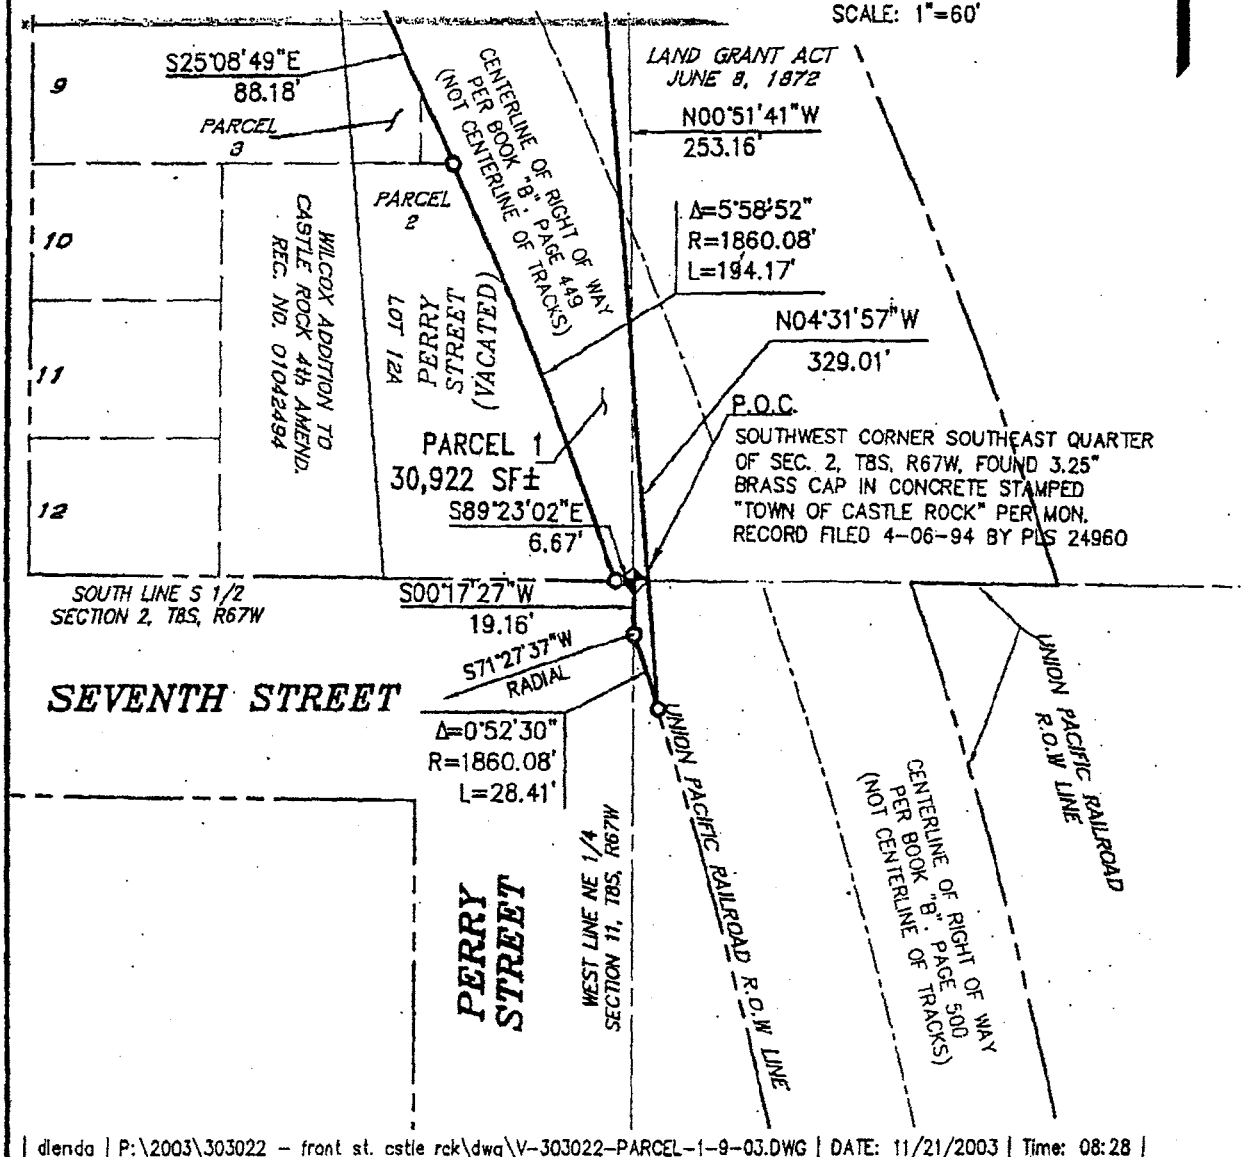 SCALE: 1"=60'
S25°08'49"E
88.18'
LAND GRANT ACT
JUNE 8, 1872
9
PARCEL
3
N00°51'41"W
253.16'
CENTERLINE OF RIGHT OF WAY
PER BOOK "B", PAGE 449
(NOT CENTERLINE OF TRACKS)
PARCEL
2
Δ=5°58'52"
R=1860.08'
L=194.17'
10
WILCOX ADDITION TO
CASTLE ROCK 4th AMEND.
REC. NO. 01042494
LOT 12A
PERRY
STREET
(VACATED)
N04°31'57"W
329.01'
11
P.O.C.
SOUTHWEST CORNER SOUTHEAST QUARTER
OF SEC. 2, T8S, R67W, FOUND 3.25"
BRASS CAP IN CONCRETE STAMPED
"TOWN OF CASTLE ROCK" PER MON.
RECORD FILED 4-06-94 BY PLS 24960
PARCEL 1
30,922 SF±
12
S89°23'02"E
6.67'
SOUTH LINE S 1/2
SECTION 2, T8S, R67W
S00°17'27"W
19.16'
S71°27'37"W
RADIAL
SEVENTH STREET
Δ=0°52'30"
R=1860.08'
L=28.41'
UNION PACIFIC RAILROAD
R.O.W LINE
UNION PACIFIC RAILROAD R.O.W LINE
CENTERLINE OF RIGHT OF WAY
PER BOOK "B", PAGE 500
(NOT CENTERLINE OF TRACKS)
WEST LINE NE 1/4
SECTION 11, T8S, R67W
PERRY
STREET
| dlenda | P:\2003\303022 - front st. cstle rck\dwg\V-303022-PARCEL-1-9-03.DWG | DATE: 11/21/2003 | Time: 08:28 |